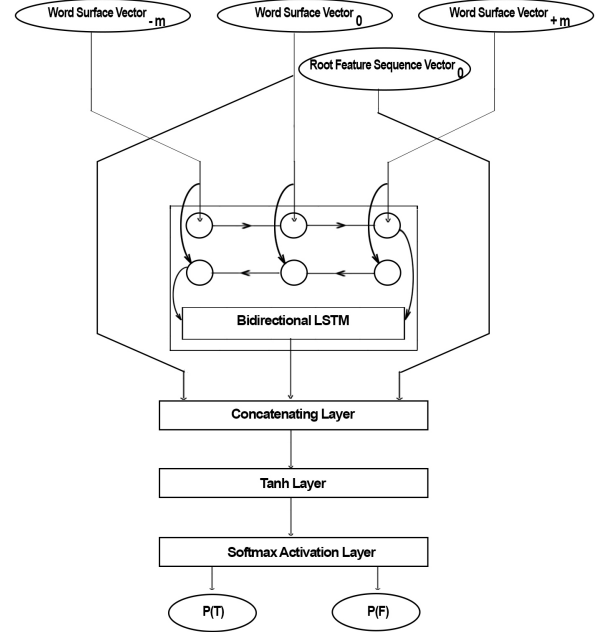 Word Surface Vector - m
Word Surface Vector 0
Word Surface Vector + m
Root Feature Sequence Vector 0
Bidirectional LSTM
Concatenating Layer
Tanh Layer
Softmax Activation Layer
P(T)
P(F)